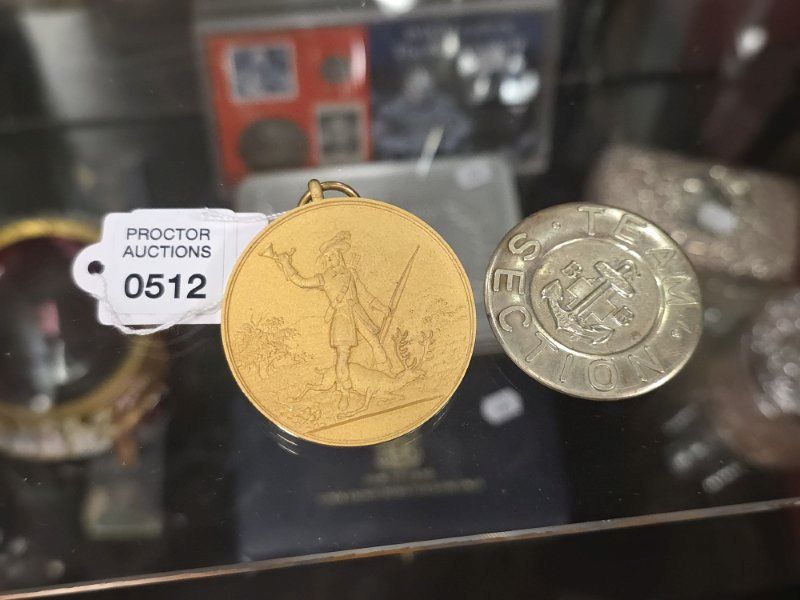 PROCTOR
AUCTIONS
0512
TEAM
SECTION
B B